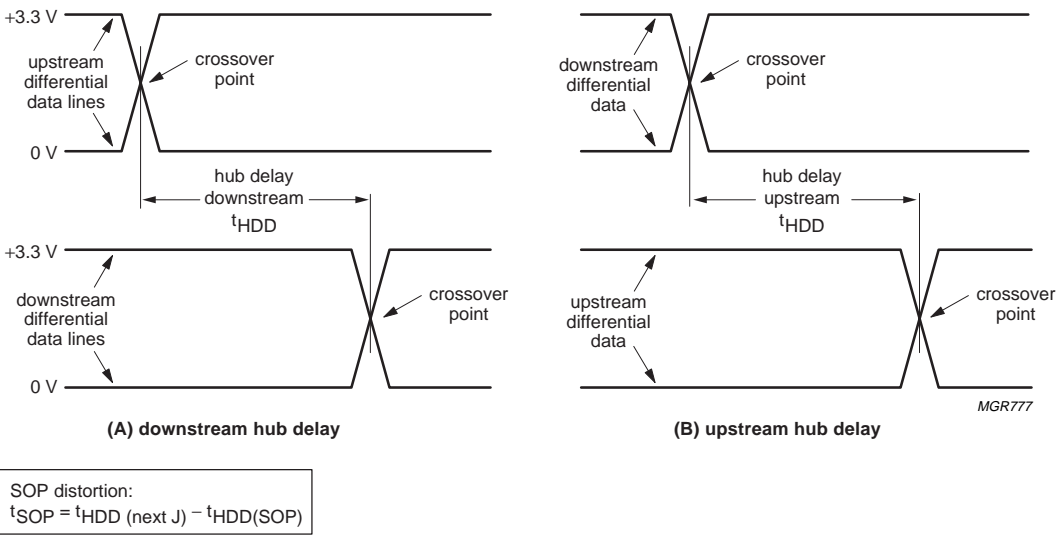 +3.3 V
upstream
differential
data lines
crossover
point
0 V
hub delay
downstream
tHDD
+3.3 V
downstream
differential
data lines
crossover
point
0 V
(A) downstream hub delay
downstream
differential
data
crossover
point
hub delay
upstream
tHDD
upstream
differential
data
crossover
point
MGR777
(B) upstream hub delay
SOP distortion:
tSOP = tHDD (next J) − tHDD(SOP)